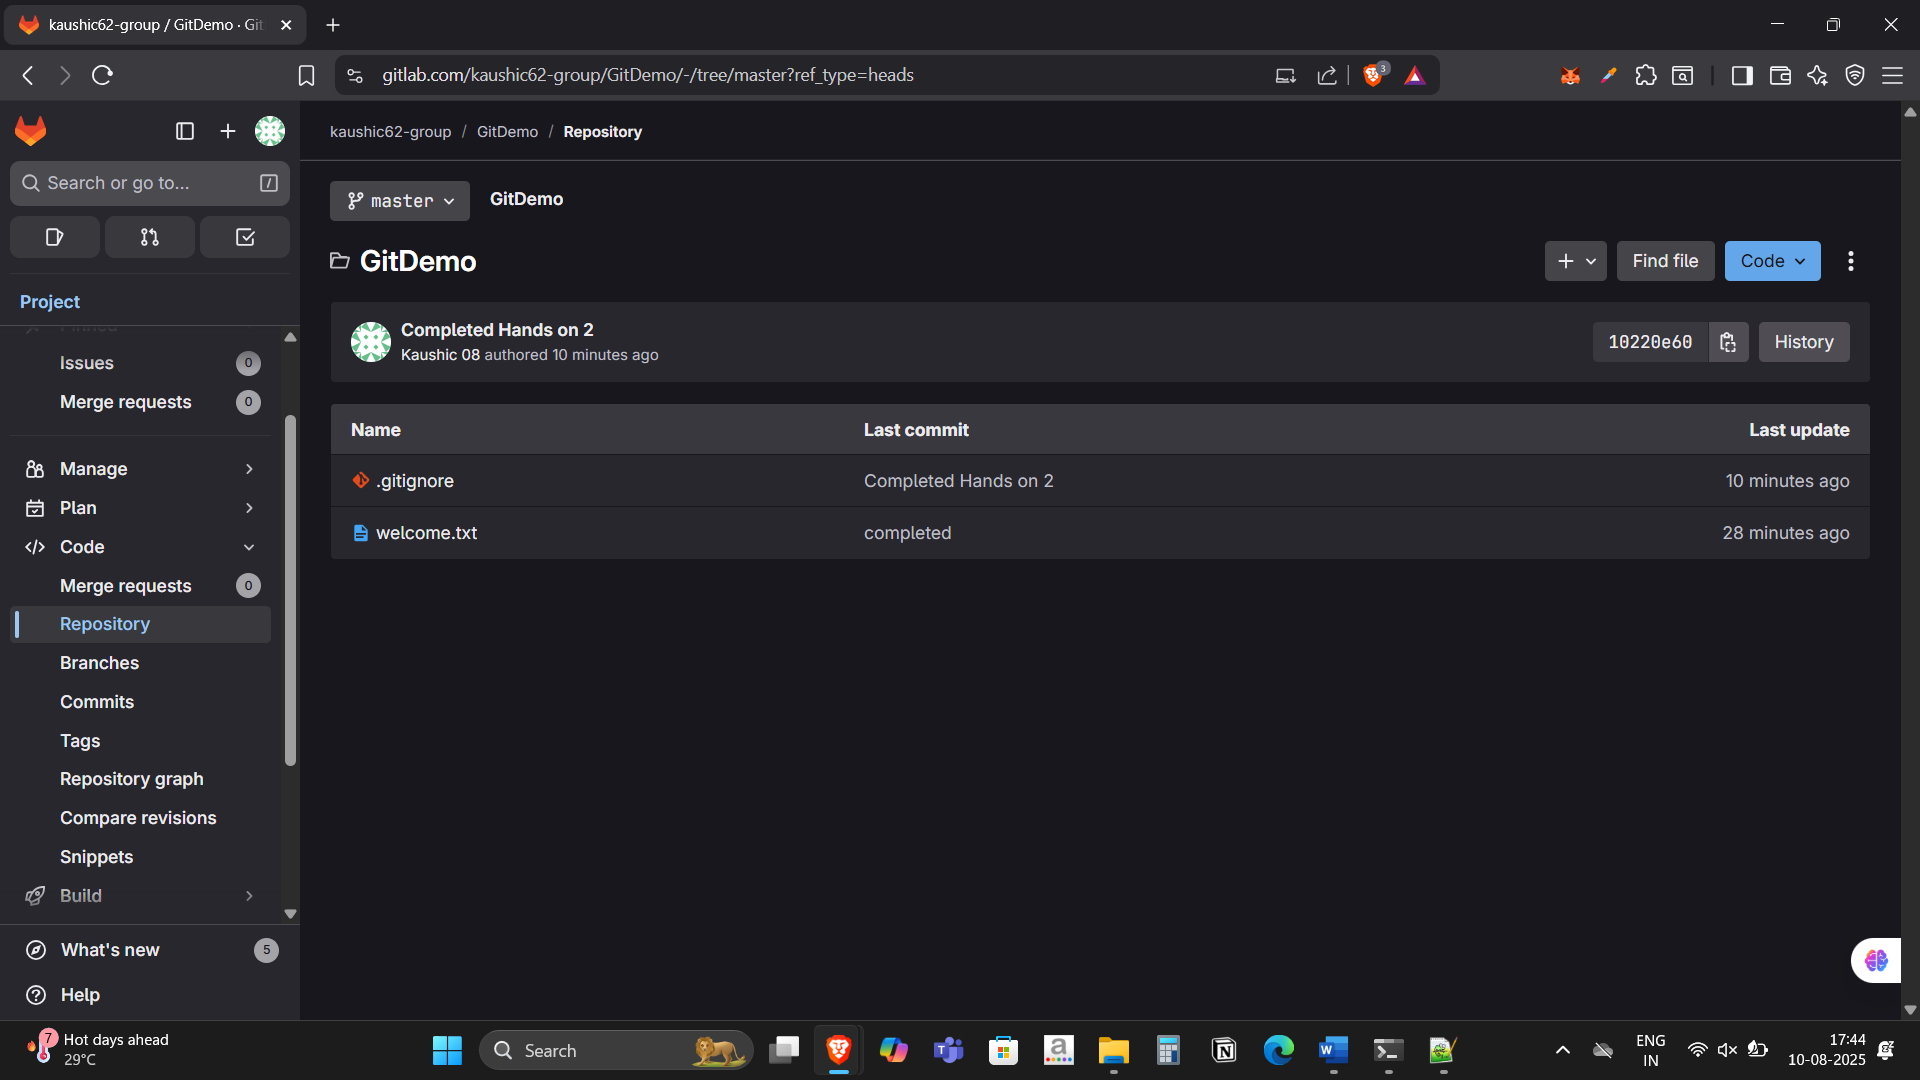 kaushic62-group / GitDemo · Git
gitlab.com/kaushic62-group/GitDemo/-/tree/master?ref_type=heads
3
kaushic62-group / GitDemo / Repository
Search or go to...
/
Project
Issues 0
Merge requests 0
Manage
Plan
Code
Merge requests 0
Repository
Branches
Commits
Tags
Repository graph
Compare revisions
Snippets
Build
What's new 5
Help
master
GitDemo
GitDemo
Find file
Code
Completed Hands on 2
Kaushic 08 authored 10 minutes ago
10220e60
History
Name Last commit Last update
.gitignore Completed Hands on 2 10 minutes ago
welcome.txt completed 28 minutes ago
7
Hot days ahead
29°C
Search
ENG
IN
17:44
10-08-2025